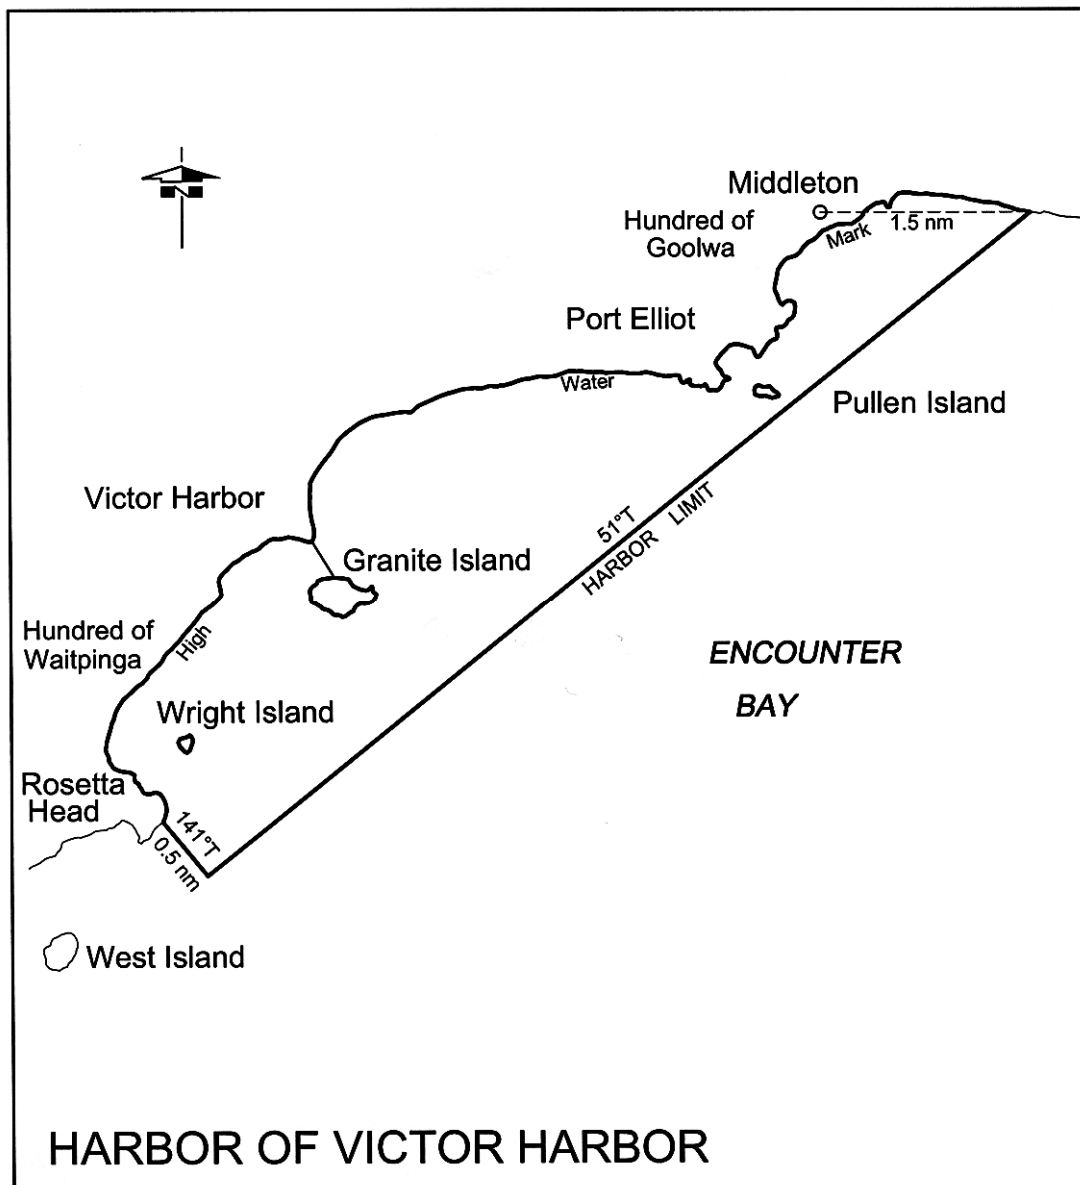 N
Middleton
Hundred of
Goolwa
Mark
1.5 nm
Port Elliot
Water
Pullen Island
Victor Harbor
51°T
HARBOR LIMIT
Granite Island
Hundred of
Waitpinga
High
ENCOUNTER
BAY
Wright Island
Rosetta
Head
141°T
0.5 nm
West Island
HARBOR OF VICTOR HARBOR